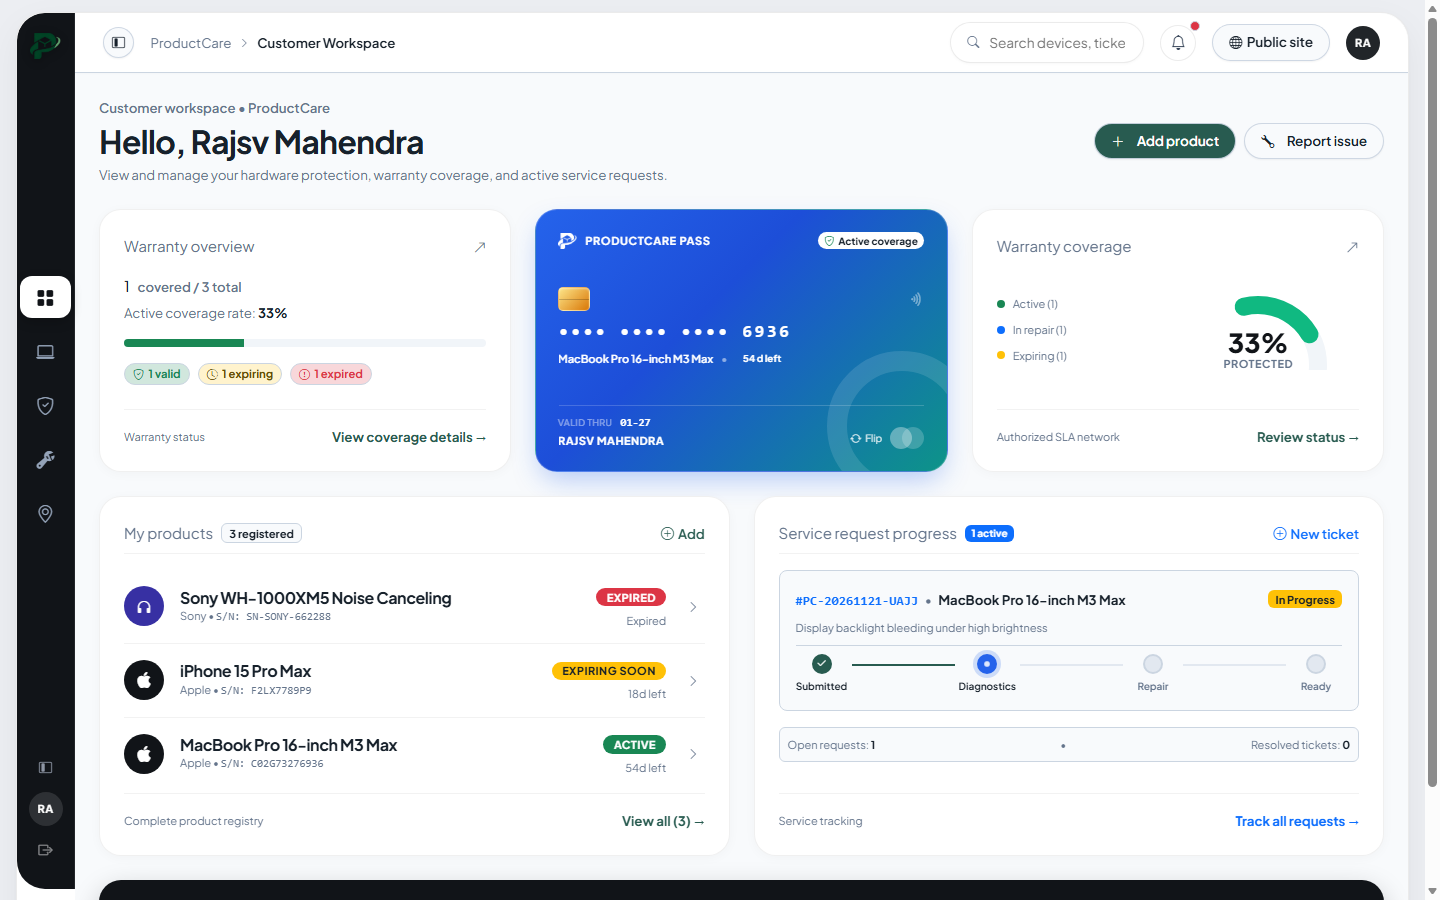 ProductCare > Customer Workspace
Search devices, ticke
Public site
RA
Customer workspace • ProductCare
Hello, Rajsv Mahendra
View and manage your hardware protection, warranty coverage, and active service requests.
+ Add product
Report issue
Warranty overview
1 covered / 3 total
Active coverage rate: 33%
1 valid
1 expiring
1 expired
Warranty status
View coverage details →
PRODUCTCARE PASS
Active coverage
•••• •••• •••• 6936
MacBook Pro 16-inch M3 Max • 54 d left
VALID THRU 01-27
RAJSV MAHENDRA
Flip
Warranty coverage
Active (1)
In repair (1)
Expiring (1)
33%
PROTECTED
Authorized SLA network
Review status →
My products
3 registered
Add
Sony WH-1000XM5 Noise Canceling
Sony • S/N: SN-SONY-662288
EXPIRED
Expired
iPhone 15 Pro Max
Apple • S/N: F2LX7789P9
EXPIRING SOON
18d left
MacBook Pro 16-inch M3 Max
Apple • S/N: C02G73276936
ACTIVE
54d left
Complete product registry
View all (3) →
Service request progress
1 active
New ticket
#PC-20261121-UAJJ • MacBook Pro 16-inch M3 Max
In Progress
Display backlight bleeding under high brightness
Submitted
Diagnostics
Repair
Ready
Open requests: 1
•
Resolved tickets: 0
Service tracking
Track all requests →
RA